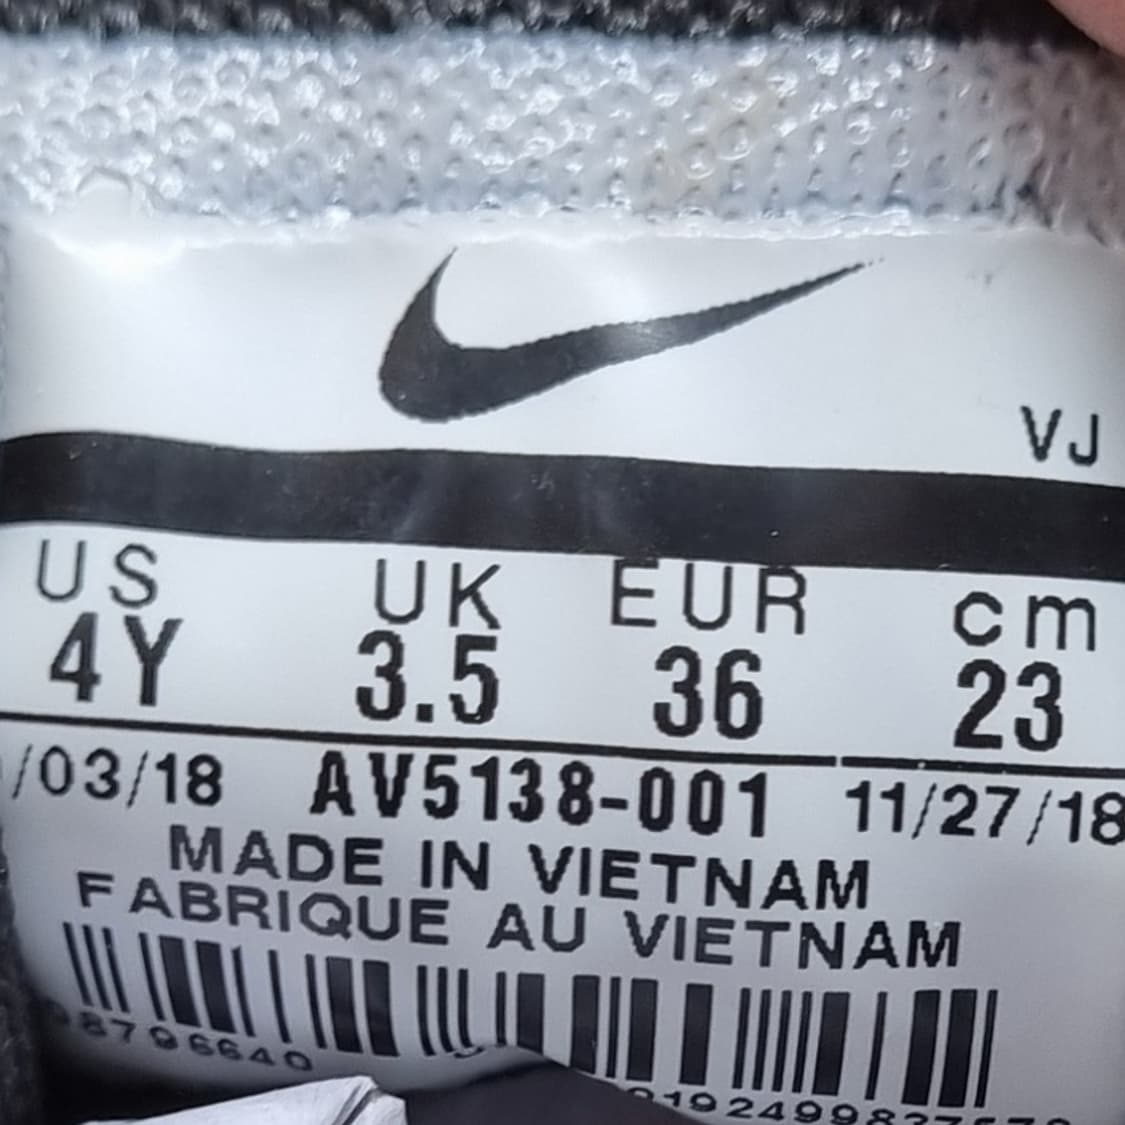 VJ
US UK EUR cm
4Y 3.5 36 23
/03/18 AV5138-001 11/27/18
MADE IN VIETNAM
FABRIQUE AU VIETNAM